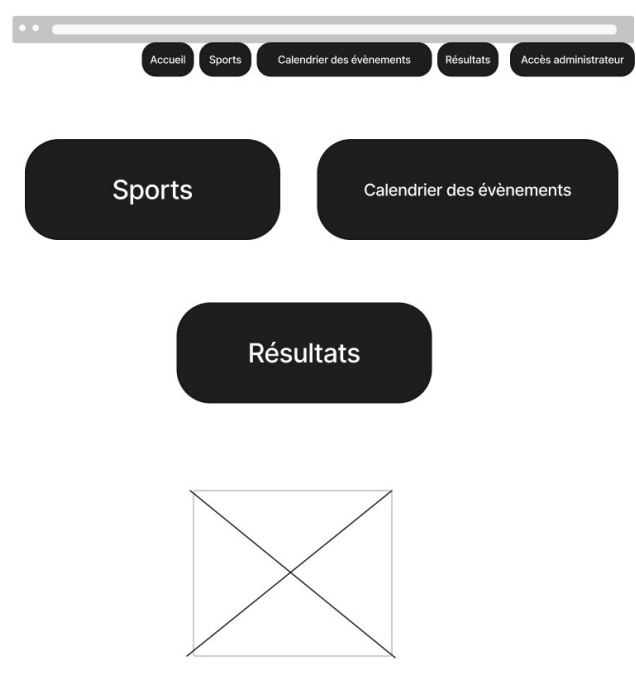 Accueil
Sports
Calendrier des évènements
Résultats
Accès administrateur
Sports
Calendrier des évènements
Résultats